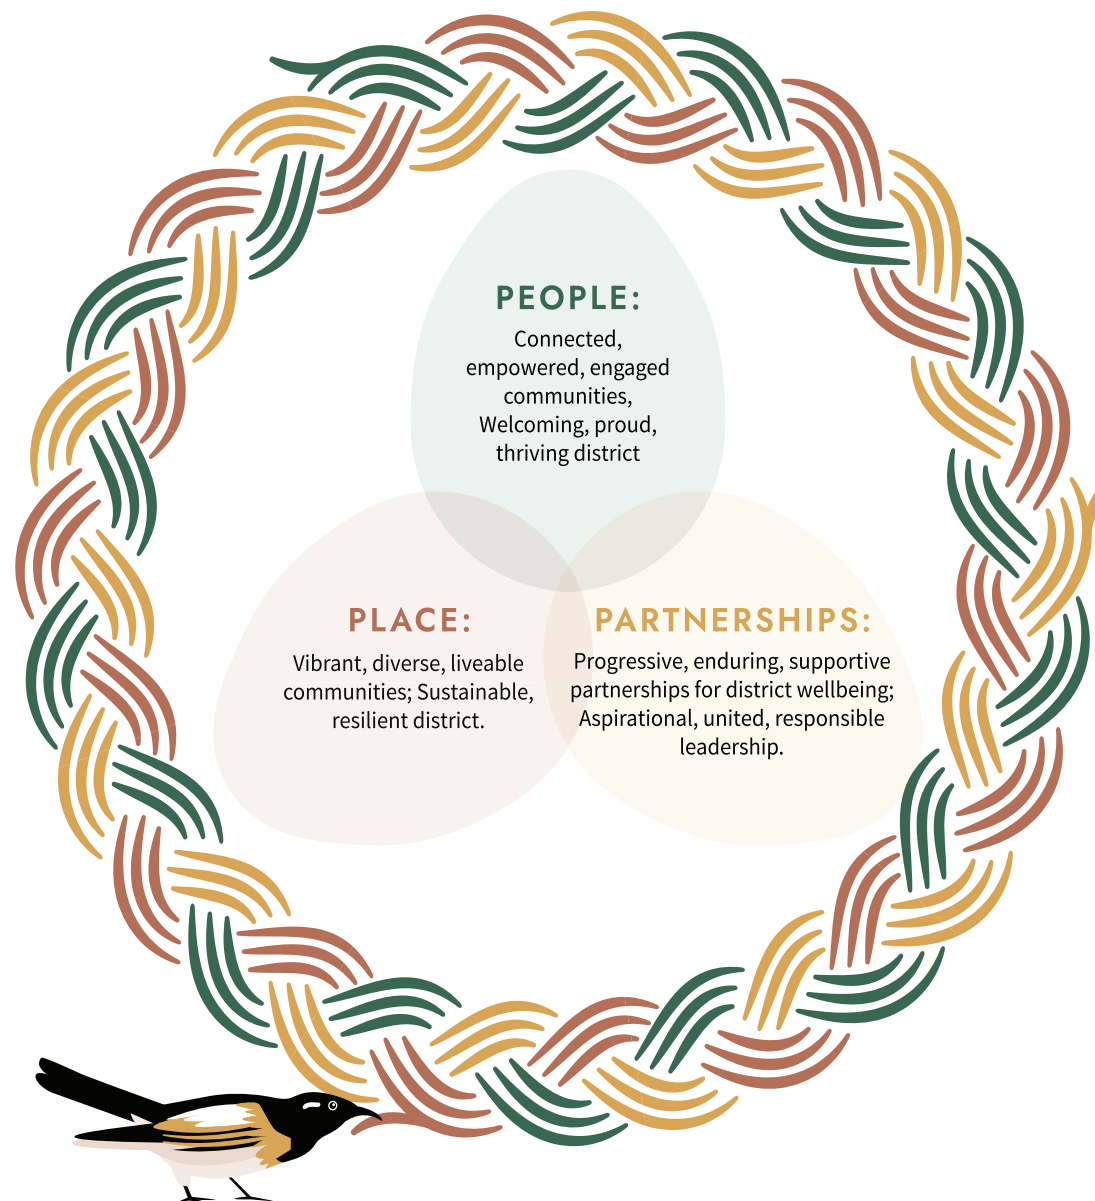 PEOPLE:
Connected,
empowered, engaged
communities,
Welcoming, proud,
thriving district
PLACE:
Vibrant, diverse, liveable
communities; Sustainable,
resilient district.
PARTNERSHIPS:
Progressive, enduring, supportive
partnerships for district wellbeing;
Aspirational, united, responsible
leadership.